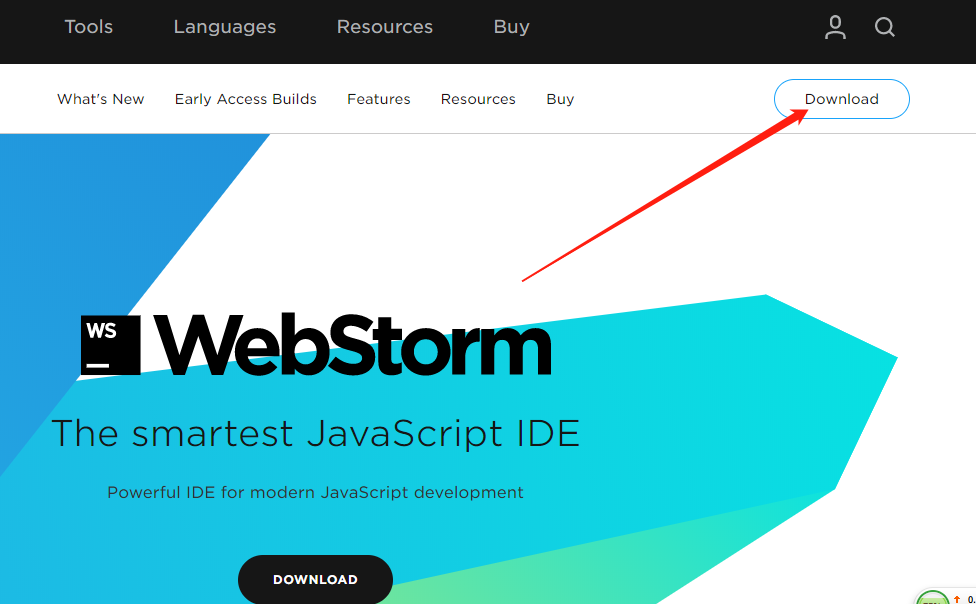 Tools Languages Resources Buy
What's New Early Access Builds Features Resources Buy Download
WS
WebStorm
The smartest JavaScript IDE
Powerful IDE for modern JavaScript development
DOWNLOAD